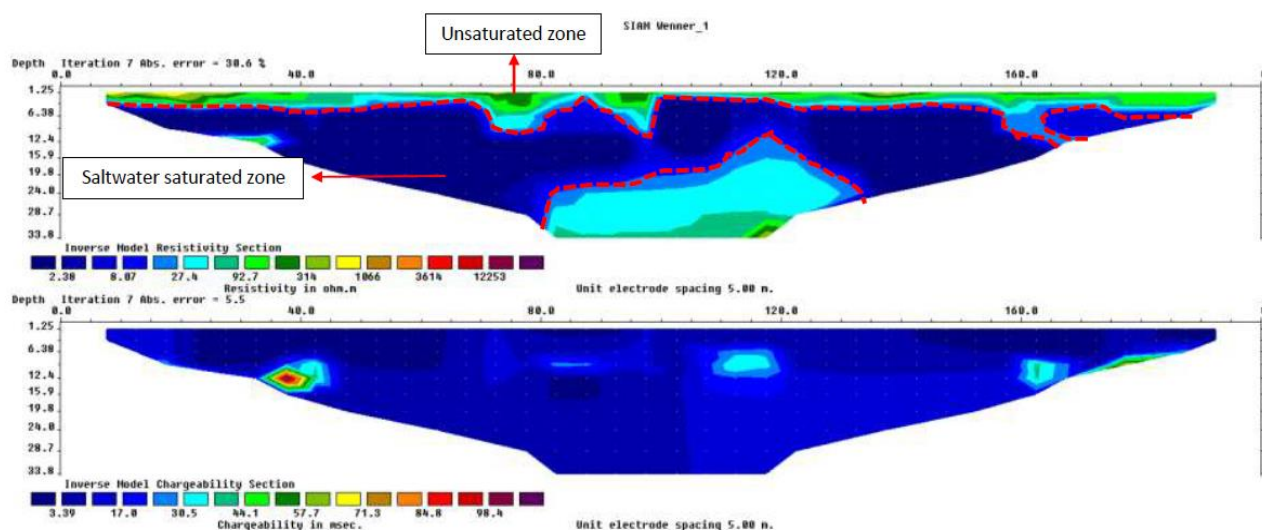 Unsaturated zone
SIAM Wenner_1
Depth Iteration 7 Abs. error = 30.6 %
0.0 40.0 80.0 120.0 160.0
1.25
6.38
12.4
15.9
19.8
24.0
28.7
33.8
Saltwater saturated zone
Inverse Model Resistivity Section
2.38 8.07 27.4 92.7 314 1066 3614 12253
Resistivity in ohm.m
Unit electrode spacing 5.00 m.
Depth Iteration 7 Abs. error = 5.5
0.0 40.0 80.0 120.0 160.0
1.25
6.38
12.4
15.9
19.8
24.0
28.7
33.8
Inverse Model Chargeability Section
3.39 17.0 30.5 44.1 57.7 71.3 84.8 98.4
Chargeability in msec.
Unit electrode spacing 5.00 m.